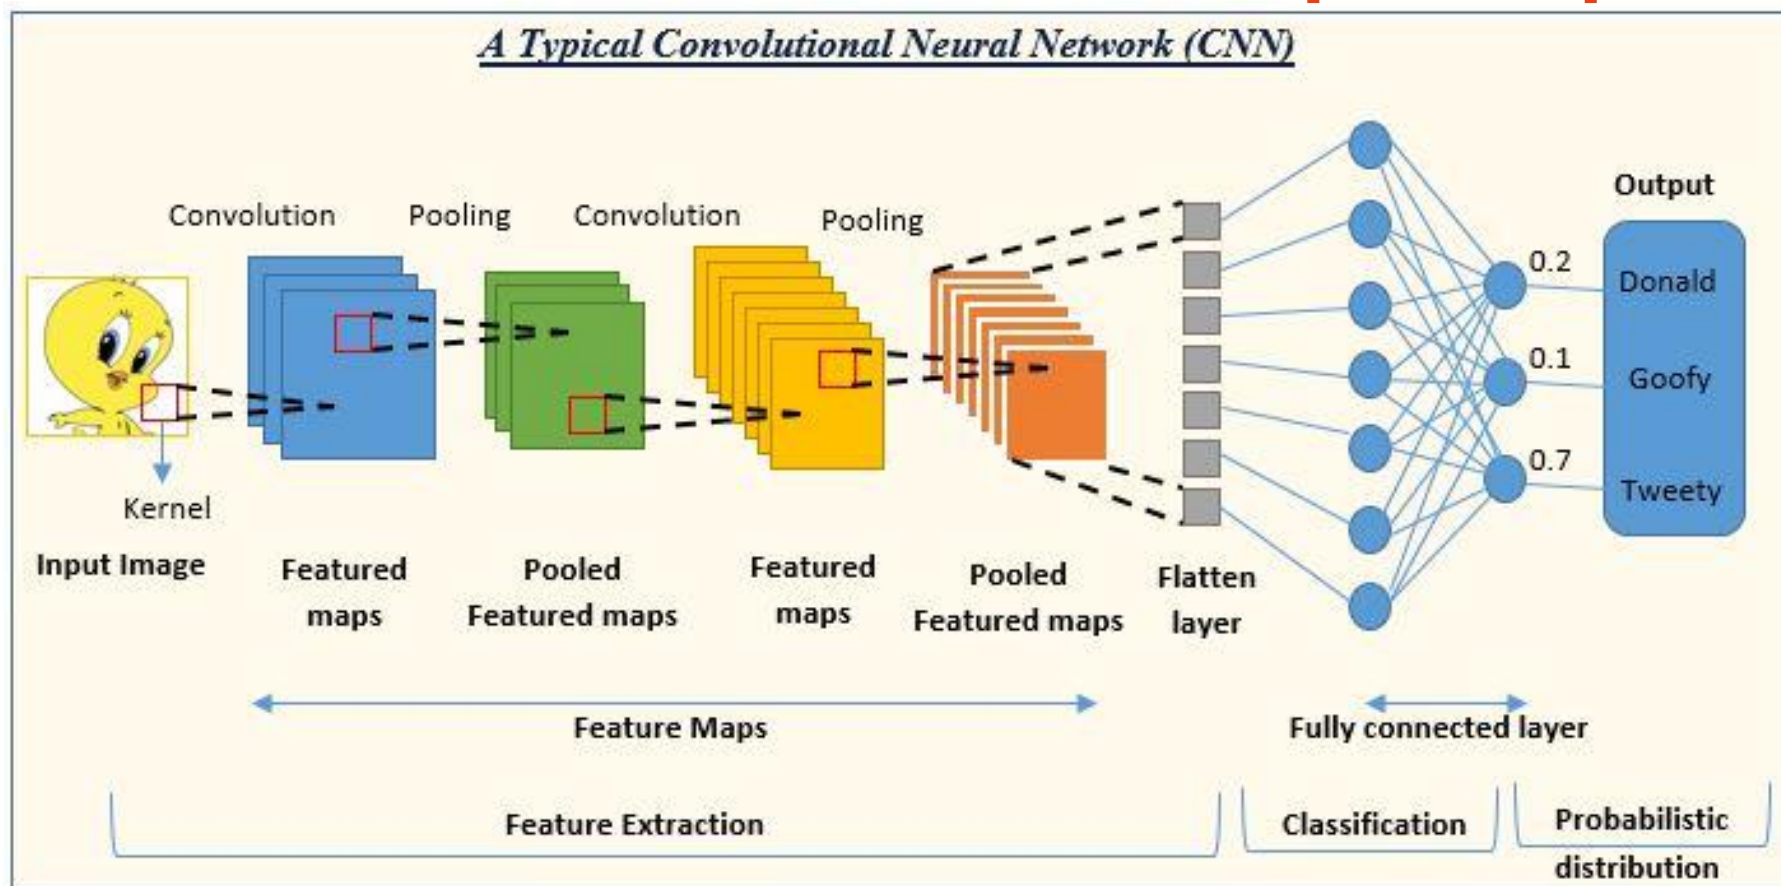 A Typical Convolutional Neural Network (CNN)
Convolution
Pooling
Convolution
Pooling
Output
0.2
Donald
0.1
Goofy
0.7
Tweety
Kernel
Input Image
Featured
maps
Pooled
Featured maps
Featured
maps
Pooled
Featured maps
Flatten
layer
Feature Maps
Fully connected layer
Feature Extraction
Classification
Probabilistic
distribution